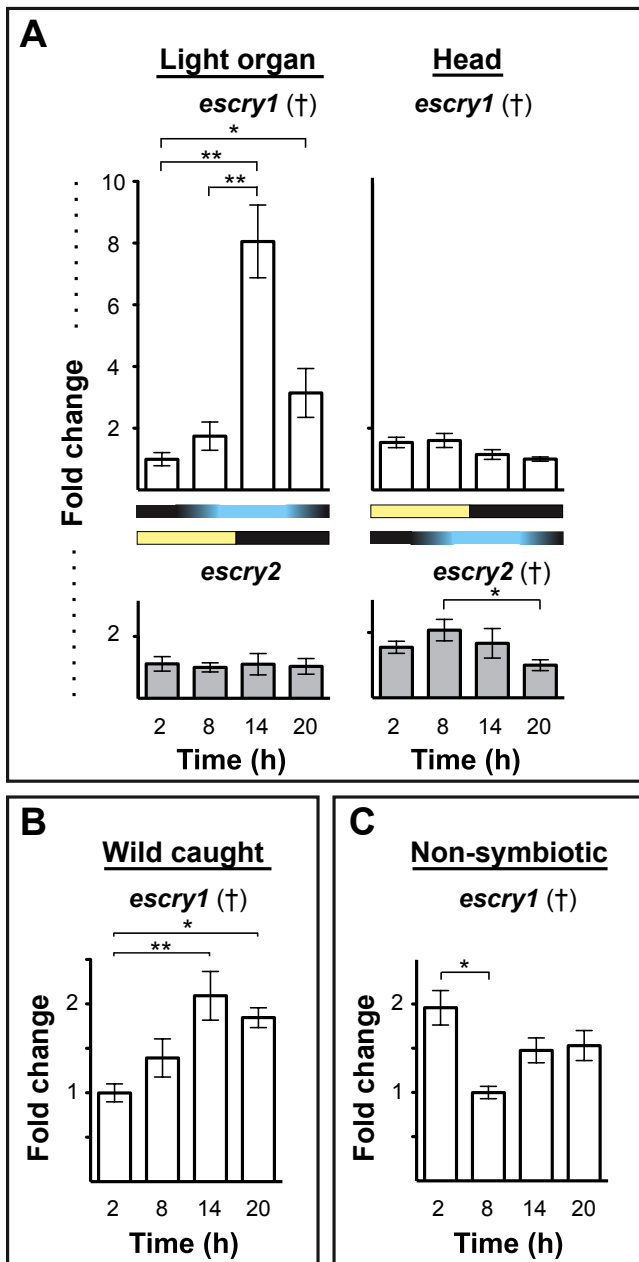 A
Light organ
escry1 (†)
*
**
**
10
8
6
4
2
Fold change
escry2
2
2 8 14 20
Time (h)
Head
escry1 (†)
escry2 (†)
*
2 8 14 20
Time (h)
B
Wild caught
escry1 (†)
*
**
2
1
Fold change
2 8 14 20
Time (h)
C
Non-symbiotic
escry1 (†)
*
2
1
Fold change
2 8 14 20
Time (h)